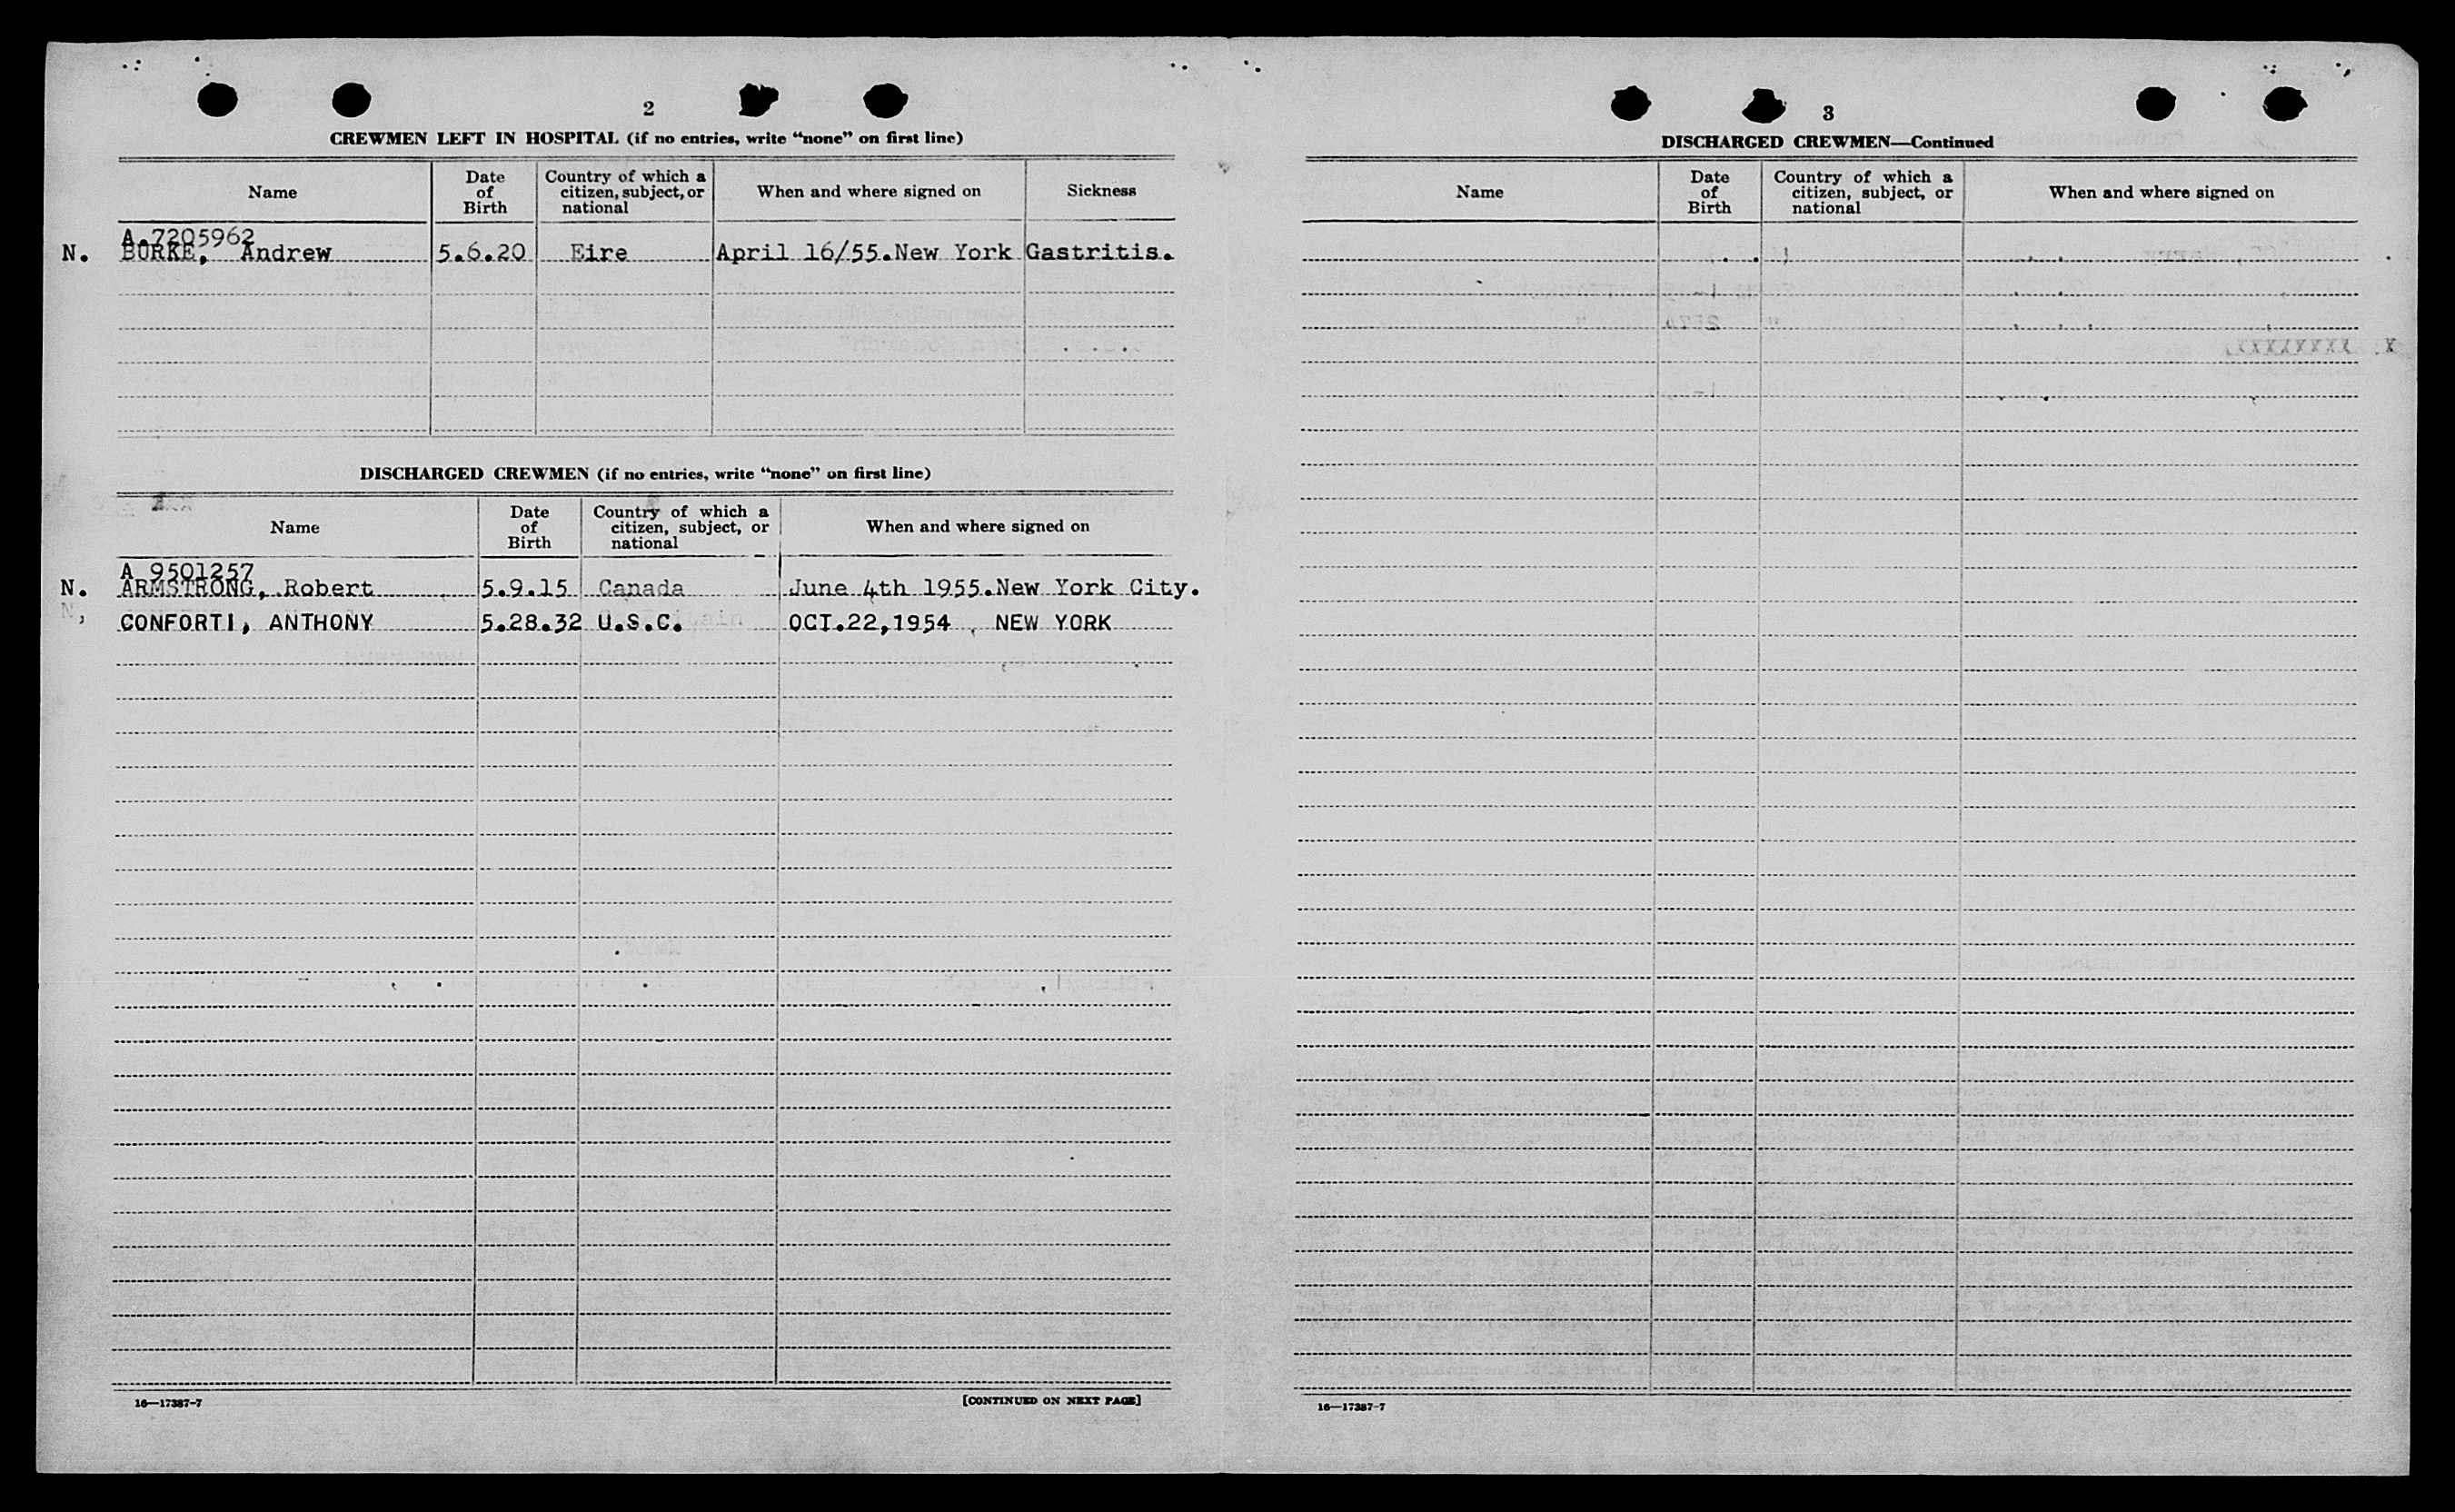 2
CREWMEN LEFT IN HOSPITAL (if no entries, write "none" on first line)
Name Date of Birth Country of which a citizen, subject, or national When and where signed on Sickness
A.7205962
N. BURKE, Andrew 5.6.20 Eire April 16/55.New York Gastritis.
DISCHARGED CREWMEN (if no entries, write "none" on first line)
Name Date of Birth Country of which a citizen, subject, or national When and where signed on
A 9501257
N. ARMSTRONG, Robert 5.9.15 Canada June 4th 1955.New York City.
N, CONFORTI, ANTHONY 5.28.32 U.S.C. OCT.22,1954 NEW YORK
16—17387-7 [CONTINUED ON NEXT PAGE]
3
DISCHARGED CREWMEN—Continued
Name Date of Birth Country of which a citizen, subject, or national When and where signed on
16—17387-7